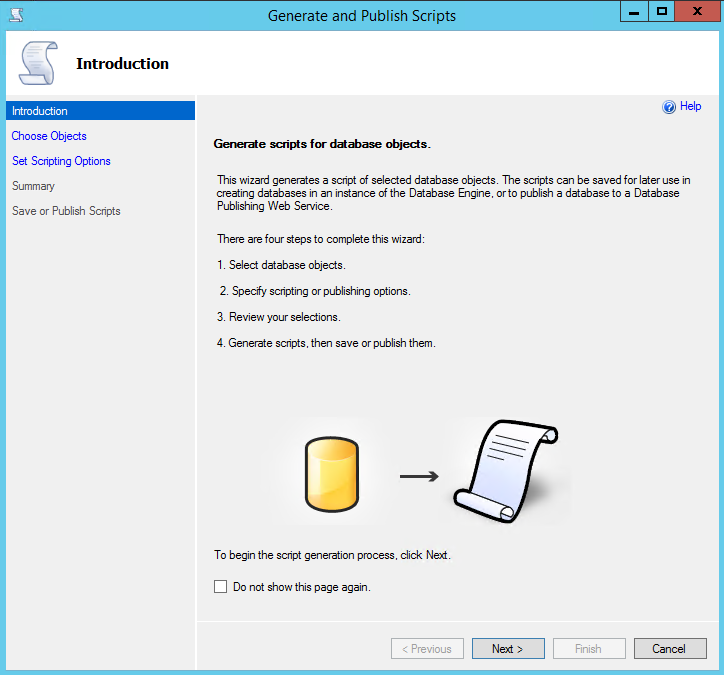 Generate and Publish Scripts
X
Introduction
Introduction
Choose Objects
Set Scripting Options
Summary
Save or Publish Scripts
? Help
Generate scripts for database objects.
This wizard generates a script of selected database objects. The scripts can be saved for later use in
creating databases in an instance of the Database Engine, or to publish a database to a Database
Publishing Web Service.
There are four steps to complete this wizard:
1. Select database objects.
2. Specify scripting or publishing options.
3. Review your selections.
4. Generate scripts, then save or publish them.
To begin the script generation process, click Next.
Do not show this page again.
< Previous Next > Finish Cancel